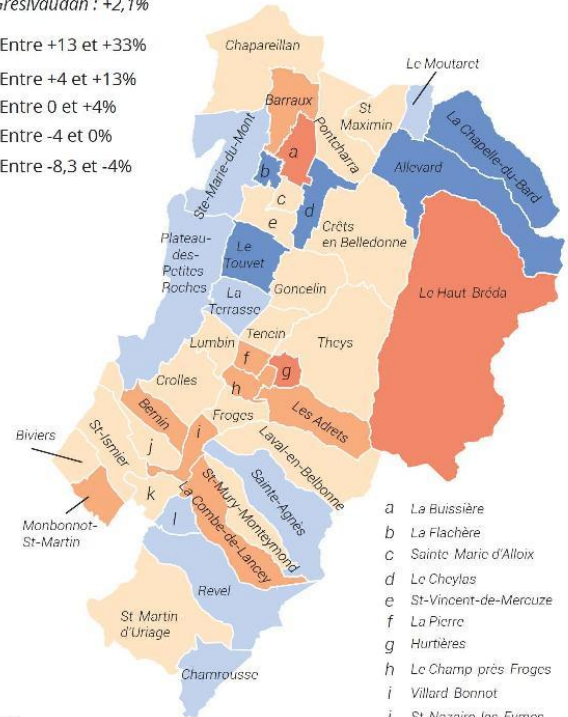 Grésivaudan : +2,1%
Entre +13 et +33%
Entre +4 et +13%
Entre 0 et +4%
Entre -4 et 0%
Entre -8,3 et -4%
Chapareillan
Le Moutaret
Barraux
St
Maximin
Pontcharra
La Chapelle-du-Bard
Ste-Marie-du-Mont
Allevard
a
b
c
d
e
Crêts
en Belledonne
Plateau-
des-
Petites
Roches
Le
Touvet
Le Haut Bréda
La
Terrasse
Goncelin
Lumbin
Tencin
Theys
f
g
h
Crolles
Bernin
Froges
Les Adrets
i
Biviers
St-Ismier
j
Laval-en-Belbonne
k
St-Mury-Monteymond
Sainte-Agnès
Monbonnot-
St-Martin
l
La Combe-de-Lancey
Revel
St Martin
d'Uriage
Chamrousse
a La Buissière
b La Flachère
c Sainte Marie d'Alloix
d Le Cheylas
e St-Vincent-de-Mercuze
f La Pierre
g Hurtières
h Le Champ près Froges
i Villard Bonnot